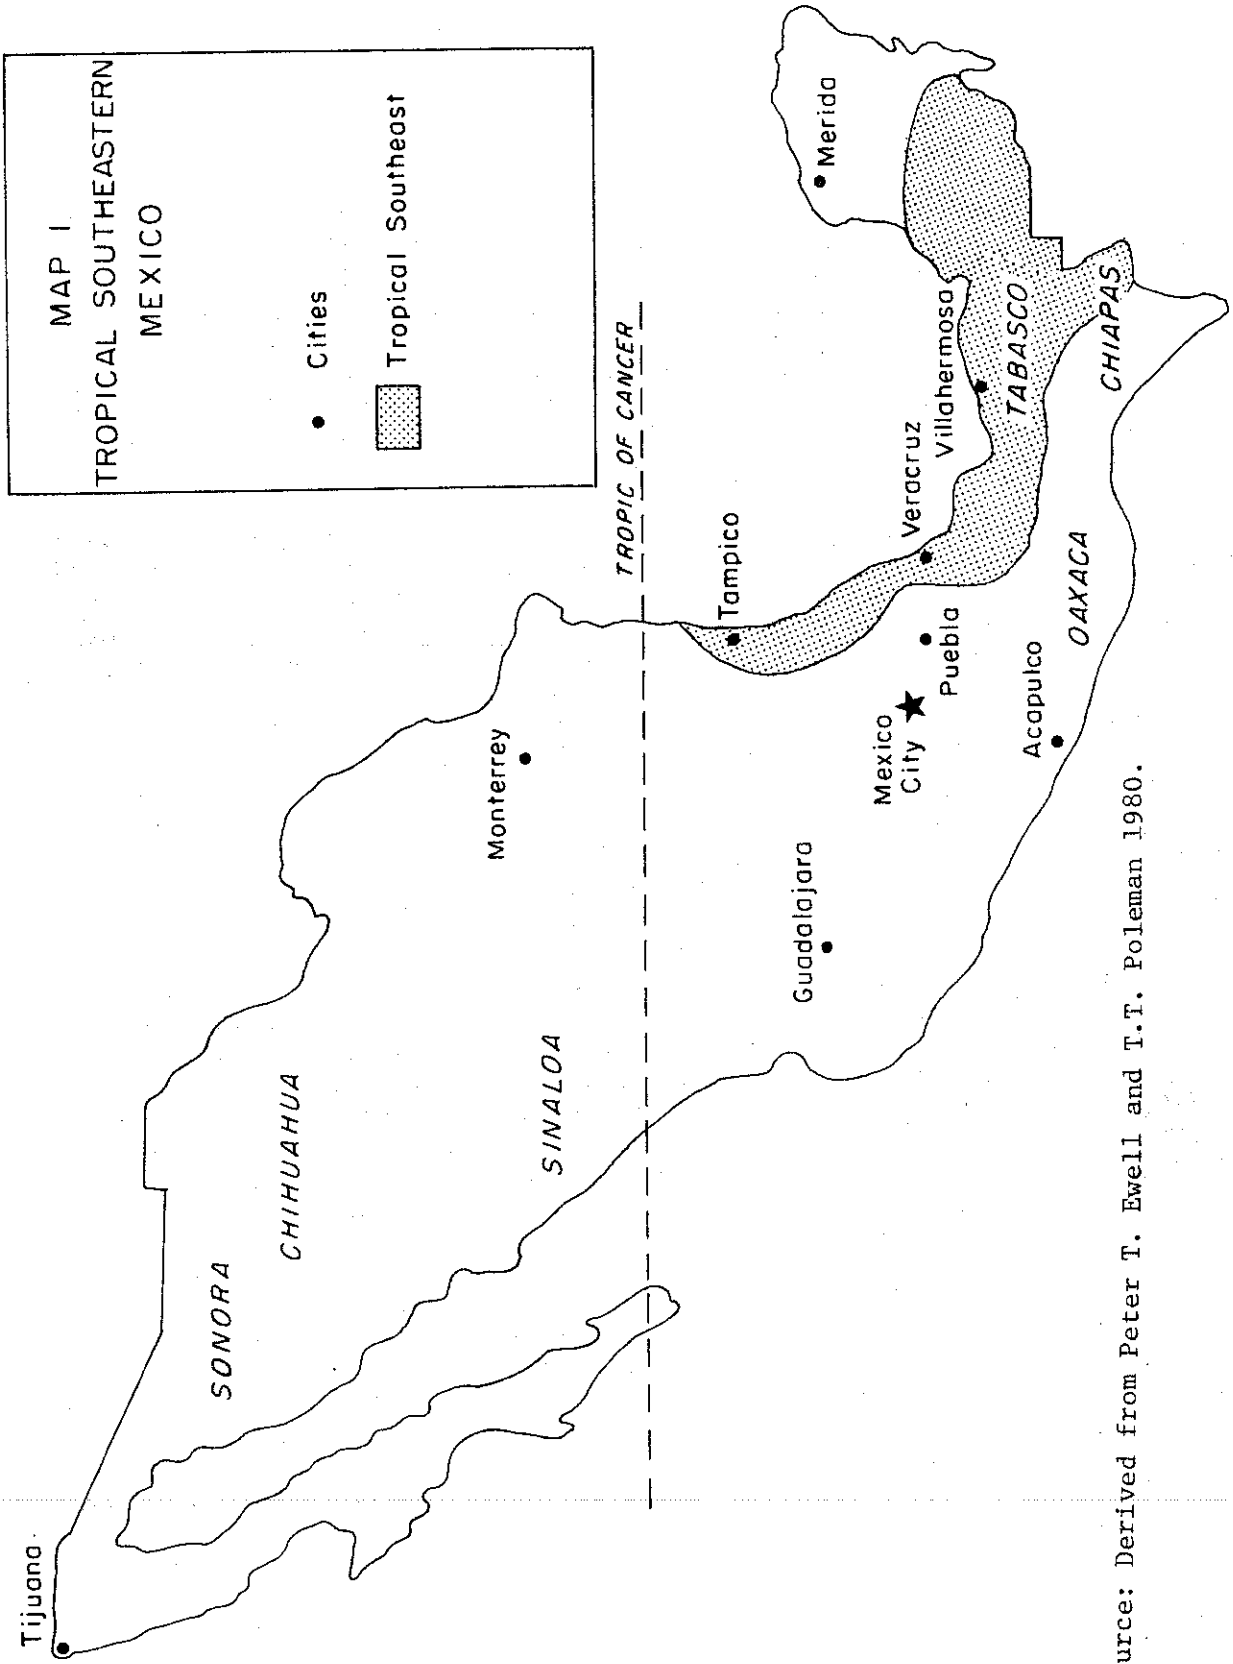 MAP I
TROPICAL SOUTHEASTERN
MEXICO
Cities
Tropical Southeast
Tijuana
SONORA
CHIHUAHUA
SINALOA
Monterrey
TROPIC OF CANCER
Tampico
Guadalajara
Mexico
City
Puebla
Veracruz
Villahermosa
Merida
Acapulco
OAXACA
TABASCO
CHIAPAS
urce: Derived from Peter T. Ewell and T.T. Poleman 1980.